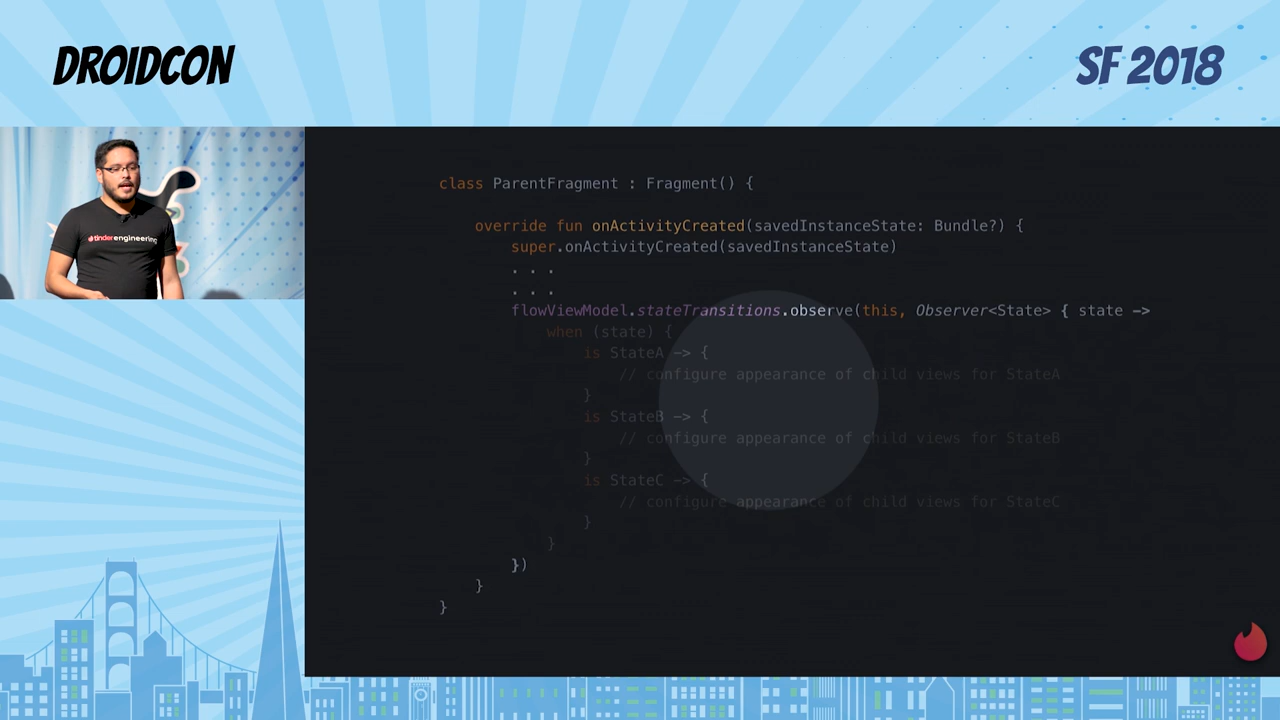 DROIDCON
SF 2018
tinderengineering
class ParentFragment : Fragment() {
override fun onActivityCreated(savedInstanceState: Bundle?) {
super.onActivityCreated(savedInstanceState)
. . .
. . .
flowViewModel.stateTransitions.observe(this, Observer<State> { state ->
when (state) {
is StateA -> {
// configure appearance of child views for StateA
}
is StateB -> {
// configure appearance of child views for StateB
}
is StateC -> {
// configure appearance of child views for StateC
}
}
})
}
}